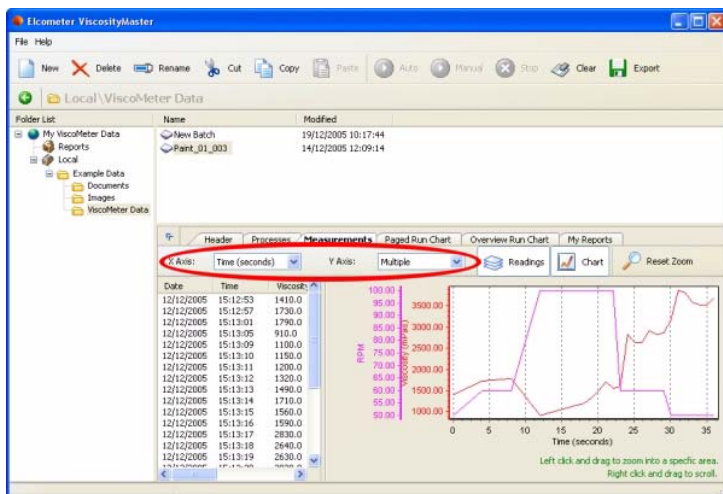 Elcometer ViscosityMaster
File Help
New Delete Rename Cut Copy Paste Auto Manual Stop Clear Export
Local\ViscoMeter Data
Folder List
My ViscoMeter Data
Reports
Local
Example Data
Documents
Images
ViscoMeter Data
Name Modified
New Batch 19/12/2005 10:17:44
Paint_01_003 14/12/2005 12:09:14
Header Processes Measurements Paged Run Chart Overview Run Chart My Reports
X Axis: Time (seconds) Y Axis: Multiple Readings Chart Reset Zoom
Date Time Viscosity
12/12/2005 15:12:53 1410.0
12/12/2005 15:12:57 1730.0
12/12/2005 15:13:01 1790.0
12/12/2005 15:13:05 910.0
12/12/2005 15:13:09 1100.0
12/12/2005 15:13:10 1150.0
12/12/2005 15:13:11 1200.0
12/12/2005 15:13:12 1320.0
12/12/2005 15:13:13 1490.0
12/12/2005 15:13:14 1710.0
12/12/2005 15:13:15 1560.0
12/12/2005 15:13:16 1590.0
12/12/2005 15:13:17 2830.0
12/12/2005 15:13:18 2640.0
12/12/2005 15:13:19 2630.0
RPM
100.00
95.00
90.00
85.00
80.00
75.00
70.00
65.00
60.00
55.00
50.00
Viscosity (mPas)
3500.00
3000.00
2500.00
2000.00
1500.00
1000.00
0 5 10 15 20 25 30 35
Time (seconds)
Left click and drag to zoom into a specfic area.
Right click and drag to scroll.